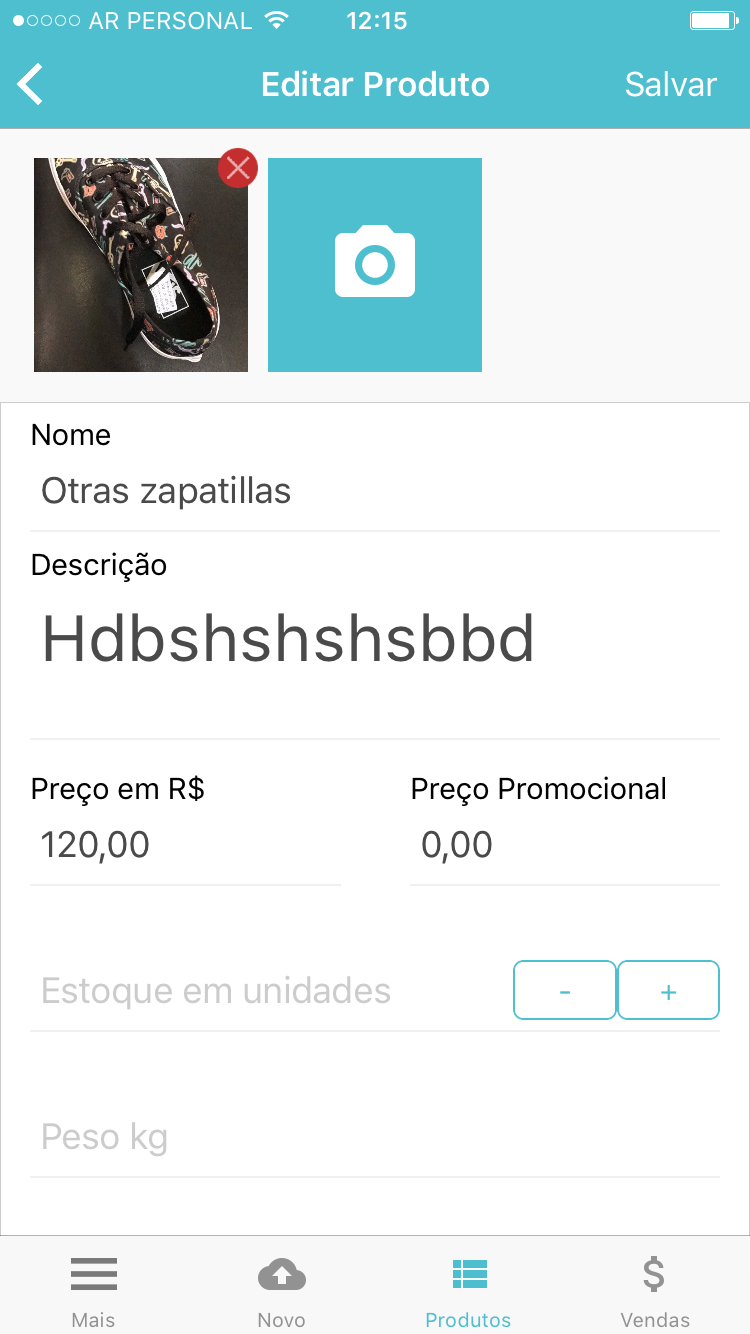 AR PERSONAL 12:15
Editar Produto Salvar
Nome
Otras zapatillas
Descrição
Hdbshshshsbbd
Preço em R$ Preço Promocional
120,00 0,00
Estoque em unidades - +
Peso kg
Mais Novo Produtos Vendas